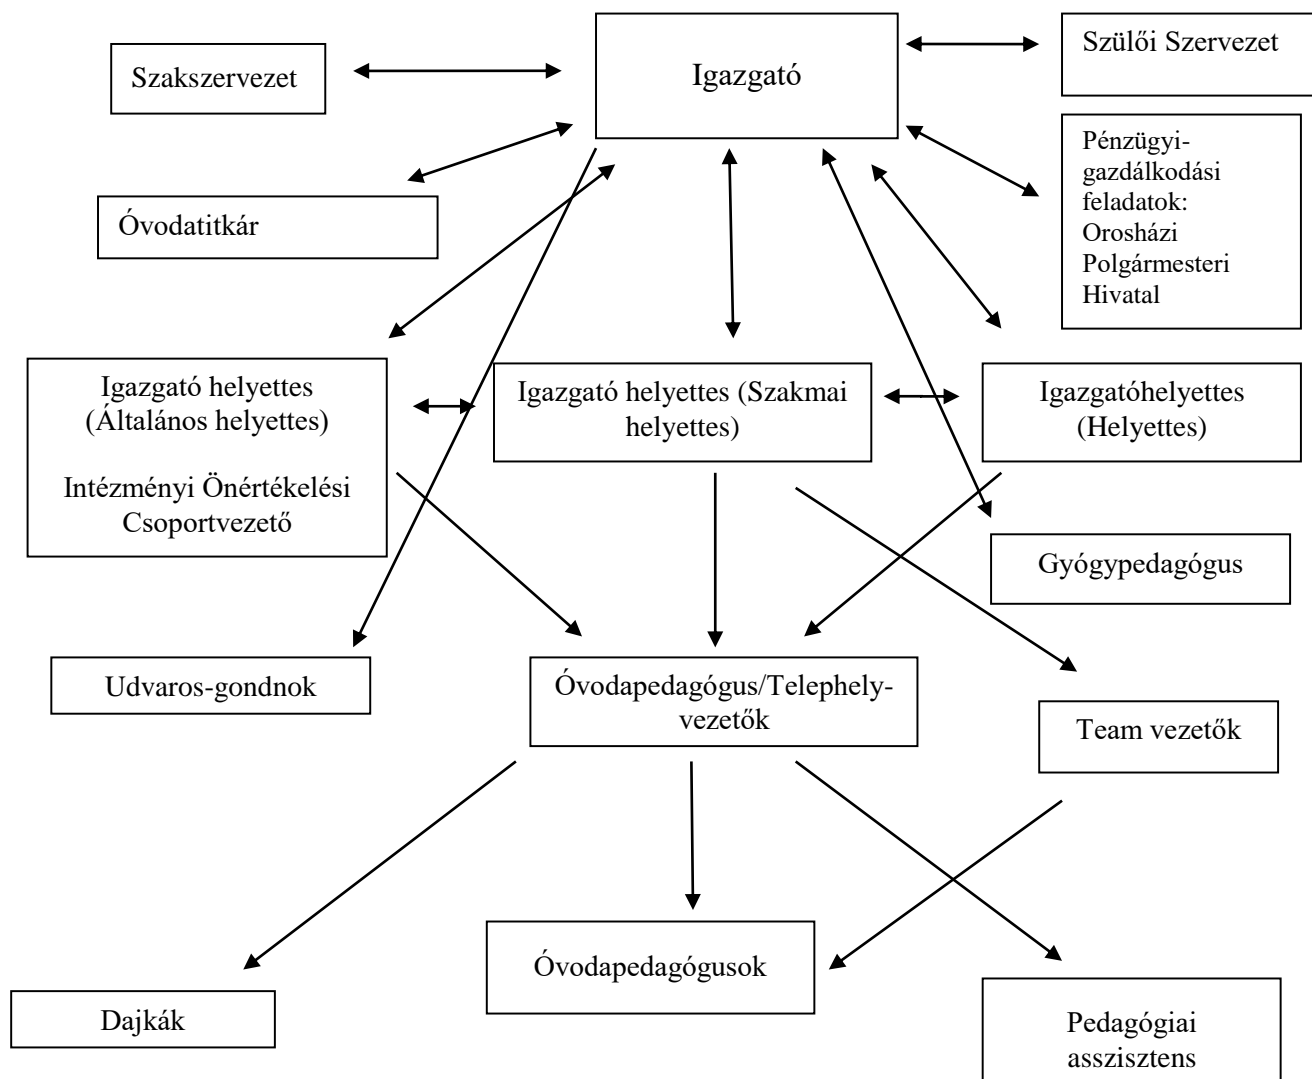 Igazgató
Szülői Szervezet
Szakszervezet
Pénzügyi-
gazdálkodási
feladatok:
Orosházi
Polgármesteri
Hivatal
Óvodatitkár
Igazgató helyettes
(Általános helyettes)
Intézményi Önértékelési
Csoportvezető
Igazgató helyettes (Szakmai
helyettes)
Igazgatóhelyettes
(Helyettes)
Gyógypedagógus
Udvaros-gondnok
Óvodapedagógus/Telephely-
vezetők
Team vezetők
Óvodapedagógusok
Dajkák
Pedagógiai
asszisztens